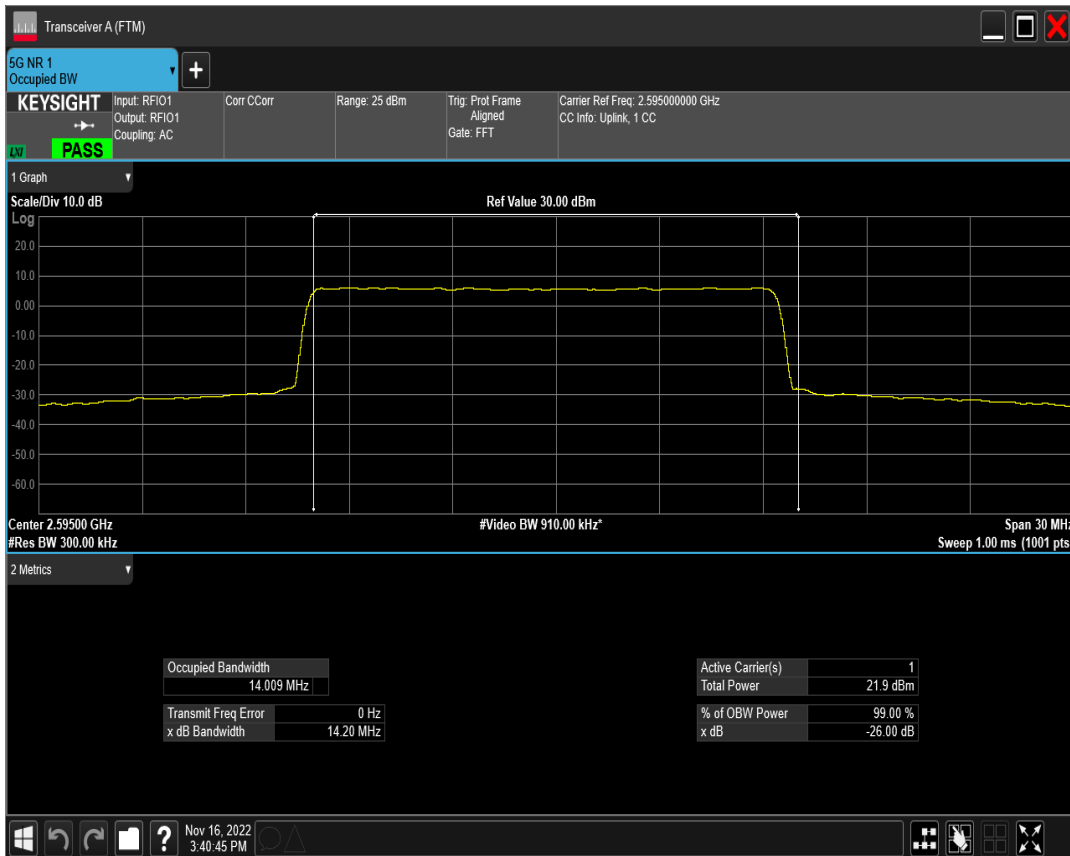 Transceiver A (FTM)
5G NR 1
Occupied BW
+
KEYSIGHT
LXI
PASS
Input: RFIO1
Output: RFIO1
Coupling: AC
Corr CCorr
Range: 25 dBm
Trig: Prot Frame
Aligned
Gate: FFT
Carrier Ref Freq: 2.595000000 GHz
CC Info: Uplink, 1 CC
1 Graph
Scale/Div 10.0 dB
Ref Value 30.00 dBm
Log
20.0
10.0
0.00
-10.0
-20.0
-30.0
-40.0
-50.0
-60.0
Center 2.59500 GHz
#Video BW 910.00 kHz*
Span 30 MHz
#Res BW 300.00 kHz
Sweep 1.00 ms (1001 pts
2 Metrics
Occupied Bandwidth
14.009 MHz
Transmit Freq Error 0 Hz
x dB Bandwidth 14.20 MHz
Active Carrier(s) 1
Total Power 21.9 dBm
% of OBW Power 99.00 %
x dB -26.00 dB
?
Nov 16, 2022
3:40:45 PM